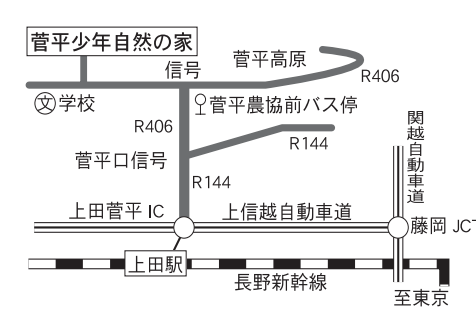 菅平少年自然の家
信号
菅平高原
R406
文学校
菅平農協前バス停
R406
R144
菅平口信号
R144
関越自動車道
上田菅平 IC
上信越自動車道
藤岡 JCT
上田駅
長野新幹線
至東京